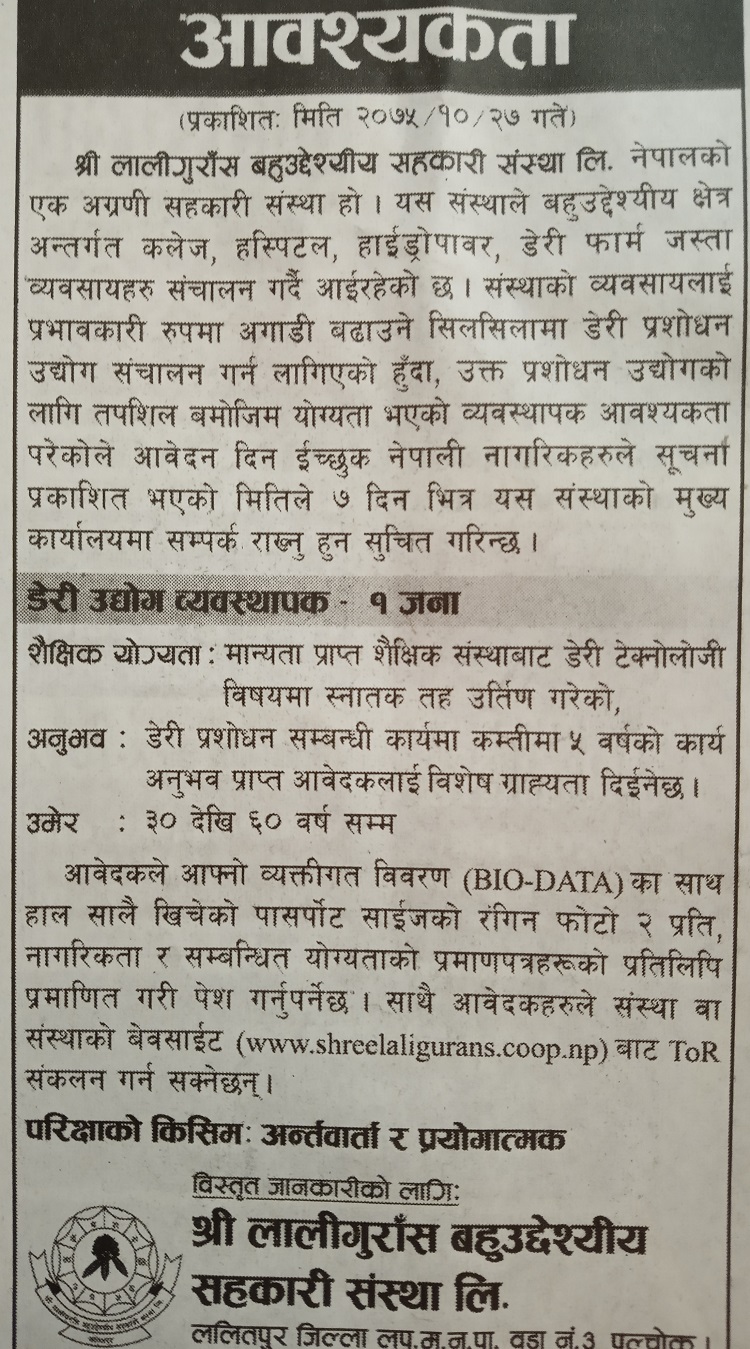 आवश्यकता
(प्रकाशितः मिति २०७५/१०/२७ गते)
श्री लालीगुराँस बहुउद्देश्यीय सहकारी संस्था लि. नेपालको
एक अग्रणी सहकारी संस्था हो । यस संस्थाले बहुउद्देश्यीय क्षेत्र
अन्तर्गत कलेज, हस्पिटल, हाईड्रोपावर, डेरी फार्म जस्ता
व्यवसायहरु संचालन गर्दै आईरहेको छ । संस्थाको व्यवसायलाई
प्रभावकारी रुपमा अगाडी बढाउने सिलसिलामा डेरी प्रशोधन
उद्योग संचालन गर्न लागिएको हुँदा, उक्त प्रशोधन उद्योगको
लागि तपशिल बमोजिम योग्यता भएको व्यवस्थापक आवश्यकता
परेकोले आवेदन दिन ईच्छुक नेपाली नागरिकहरुले सूचना
प्रकाशित भएको मितिले ७ दिन भित्र यस संस्थाको मुख्य
कार्यालयमा सम्पर्क राख्नु हुन सुचित गरिन्छ ।
डेरी उद्योग व्यवस्थापक - १ जना
शैक्षिक योग्यता : मान्यता प्राप्त शैक्षिक संस्थाबाट डेरी टेक्नोलोजी
विषयमा स्नातक तह उर्तिण गरेको,
अनुभव : डेरी प्रशोधन सम्बन्धी कार्यमा कम्तीमा ५ वर्षको कार्य
अनुभव प्राप्त आवेदकलाई विशेष ग्राह्यता दिईनेछ ।
उमेर : ३० देखि ६० वर्ष सम्म
आवेदकले आफ्नो व्यक्तीगत विवरण (BIO-DATA) का साथ
हाल सालै खिचेको पासर्पोट साईजको रंगिन फोटो २ प्रति,
नागरिकता र सम्बन्धित योग्यताको प्रमाणपत्रहरूको प्रतिलिपि
प्रमाणित गरी पेश गर्नुपर्नेछ । साथै आवेदकहरुले संस्था वा
संस्थाको बेवसाईट (www.shreelaligurans.coop.np) बाट ToR
संकलन गर्न सक्नेछन् ।
परिक्षाको किसिमः अर्न्तवार्ता र प्रयोगात्मक
विस्तृत जानकारीको लागिः
श्री लालीगुराँस बहुउद्देश्यीय
सहकारी संस्था लि.
ललितपुर जिल्ला लप.म.न.पा. वडा नं.३ पुल्चोक ।